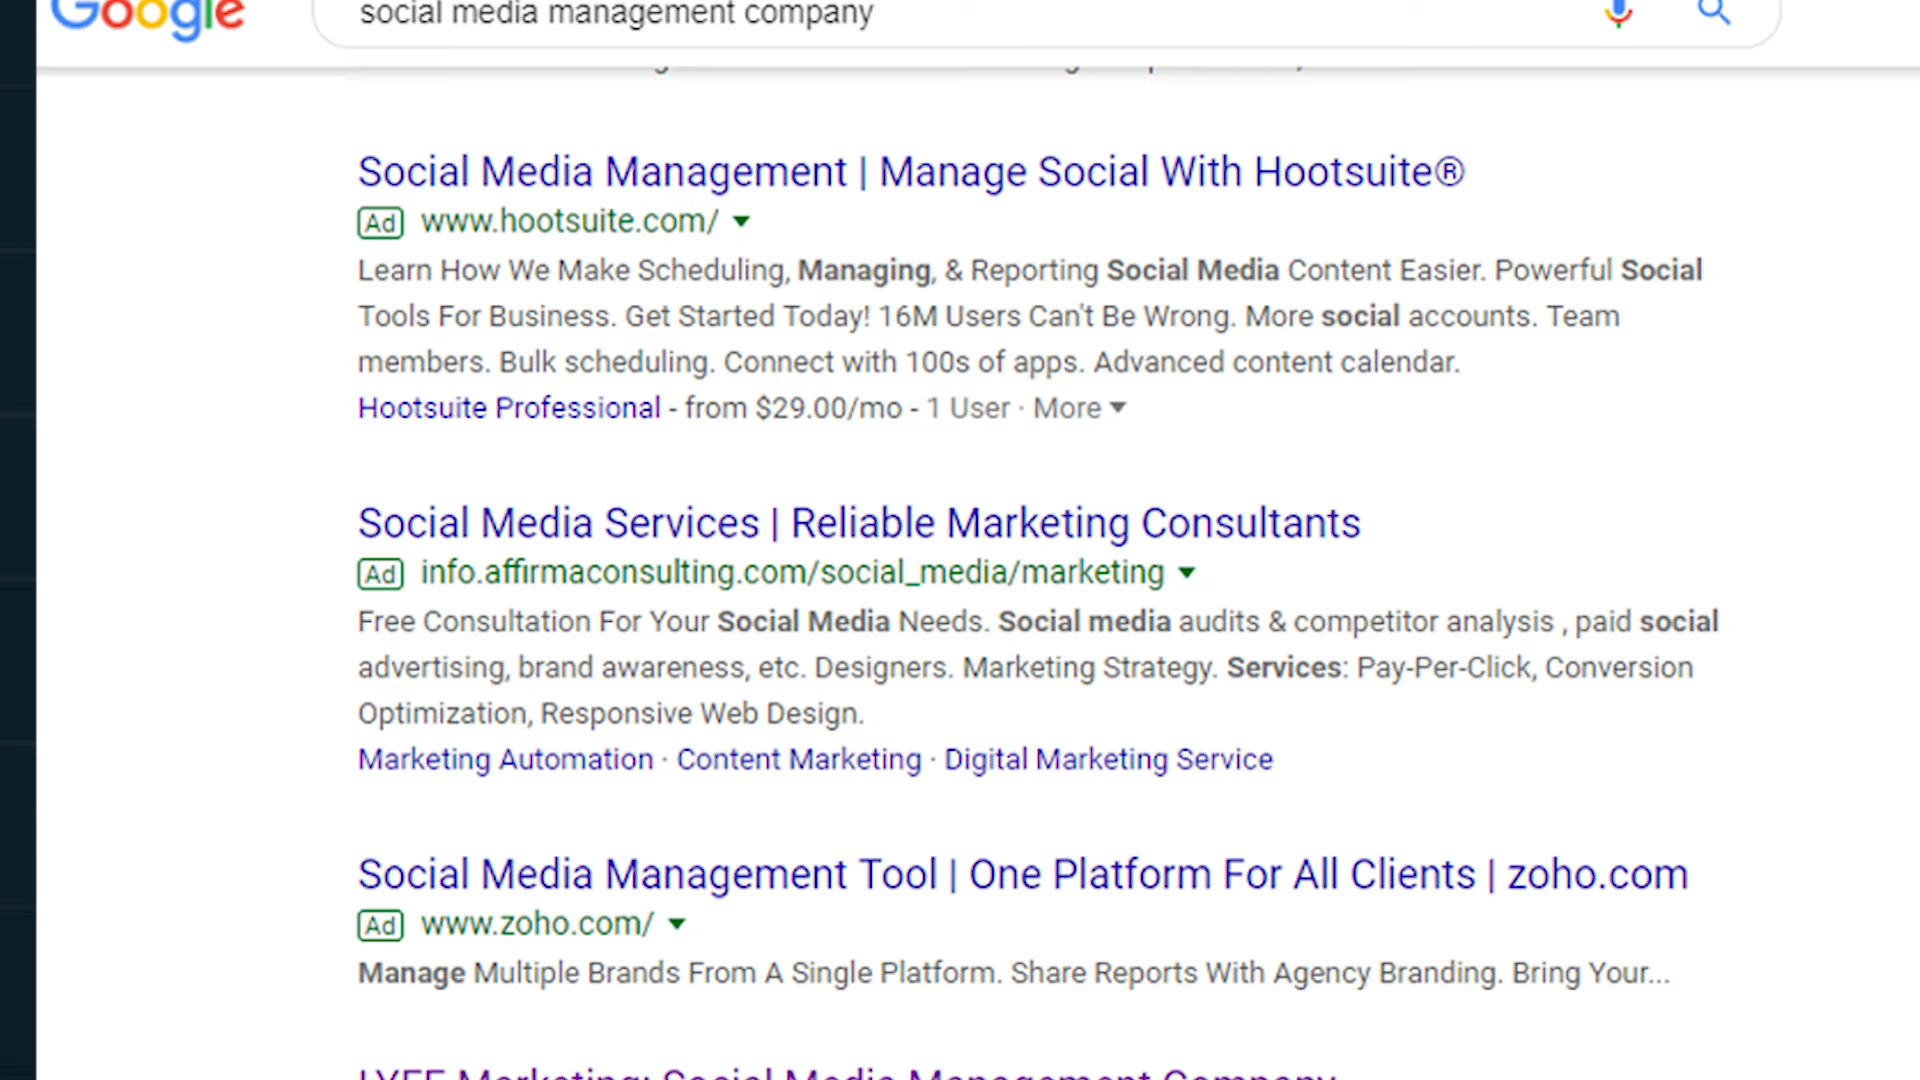 Google
social media management company
Social Media Management | Manage Social With Hootsuite®
Ad www.hootsuite.com/
Learn How We Make Scheduling, Managing, & Reporting Social Media Content Easier. Powerful Social
Tools For Business. Get Started Today! 16M Users Can't Be Wrong. More social accounts. Team
members. Bulk scheduling. Connect with 100s of apps. Advanced content calendar.
Hootsuite Professional - from $29.00/mo - 1 User · More
Social Media Services | Reliable Marketing Consultants
Ad info.affirmaconsulting.com/social_media/marketing
Free Consultation For Your Social Media Needs. Social media audits & competitor analysis , paid social
advertising, brand awareness, etc. Designers. Marketing Strategy. Services: Pay-Per-Click, Conversion
Optimization, Responsive Web Design.
Marketing Automation · Content Marketing · Digital Marketing Service
Social Media Management Tool | One Platform For All Clients | zoho.com
Ad www.zoho.com/
Manage Multiple Brands From A Single Platform. Share Reports With Agency Branding. Bring Your...
LYFE Marketing: Social Media Management Company